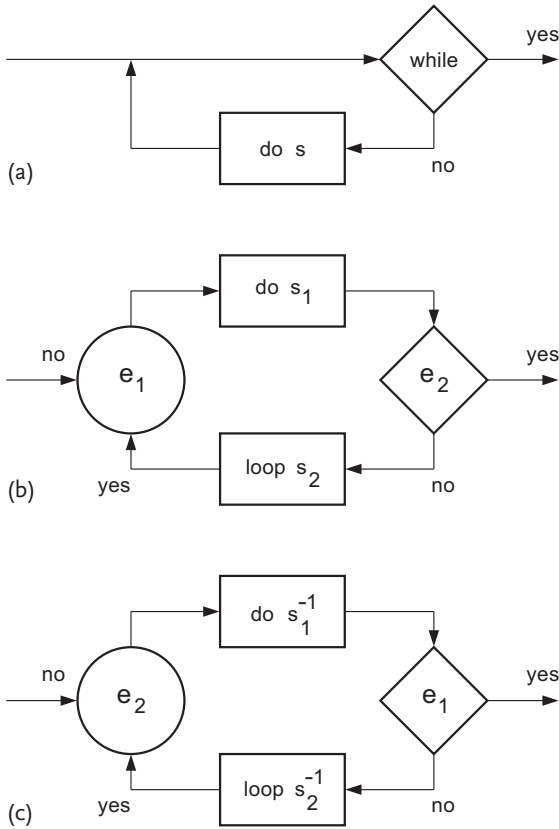 yes
while
do s
no
(a)
do s1
no
yes
e1
e2
loop s2
yes
no
(b)
do s1-1
no
yes
e2
e1
loop s2-1
yes
no
(c)